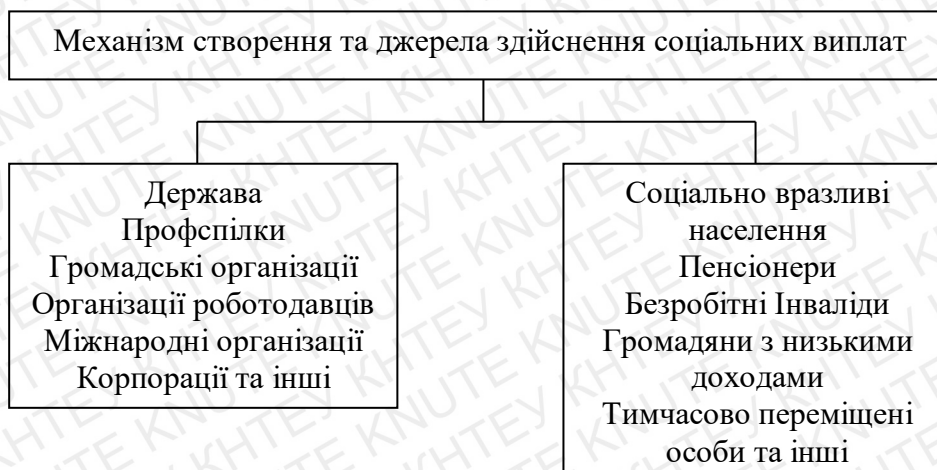 Механізм створення та джерела здійснення соціальних виплат
Держава
Профспілки
Громадські організації
Організації роботодавців
Міжнародні організації
Корпорації та інші
Соціально вразливі
населення
Пенсіонери
Безробітні Інваліди
Громадяни з низькими
доходами
Тимчасово переміщені
особи та інші